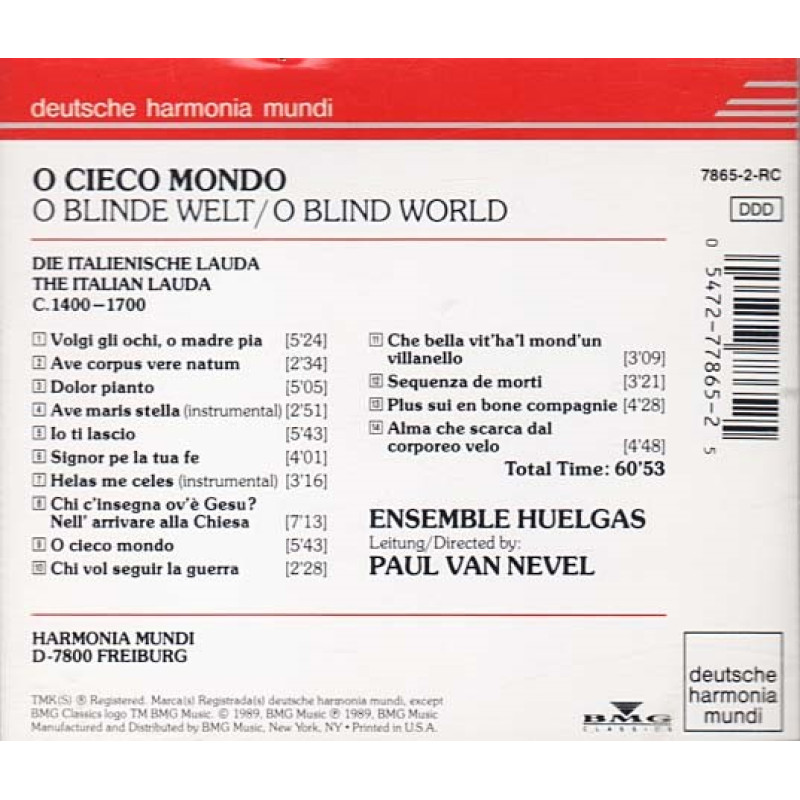 deutsche harmonia mundi
O CIECO MONDO
O BLINDE WELT/O BLIND WORLD
7865-2-RC
DDD
DIE ITALIENISCHE LAUDA
THE ITALIAN LAUDA
C.1400–1700
1 Volgi gli ochi, o madre pia [5'24]
2 Ave corpus vere natum [2'34]
3 Dolor pianto [5'05]
4 Ave maris stella (instrumental) [2'51]
5 Io ti lascio [5'43]
6 Signor pe la tua fe [4'01]
7 Helas me celes (instrumental) [3'16]
8 Chi c'insegna ov'è Gesu?
Nell' arrivare alla Chiesa [7'13]
9 O cieco mondo [5'43]
10 Chi vol seguir la guerra [2'28]
11 Che bella vit'ha'l mond'un
villanello [3'09]
12 Sequenza de morti [3'21]
13 Plus sui en bone compagnie [4'28]
14 Alma che scarca dal
corporeo velo [4'48]
Total Time: 60'53
ENSEMBLE HUELGAS
Leitung/Directed by:
PAUL VAN NEVEL
0 5472-77865-2 5
HARMONIA MUNDI
D-7800 FREIBURG
TMK(S) ® Registered. Marca(s) Registrada(s) deutsche harmonia mundi, except
BMG Classics logo TM BMG Music. © 1989, BMG Music ℗ 1989, BMG Music
Manufactured and Distributed by BMG Music, New York, NY • Printed in U.S.A.
BMG
CLASSICS
deutsche
harmonia
mundi